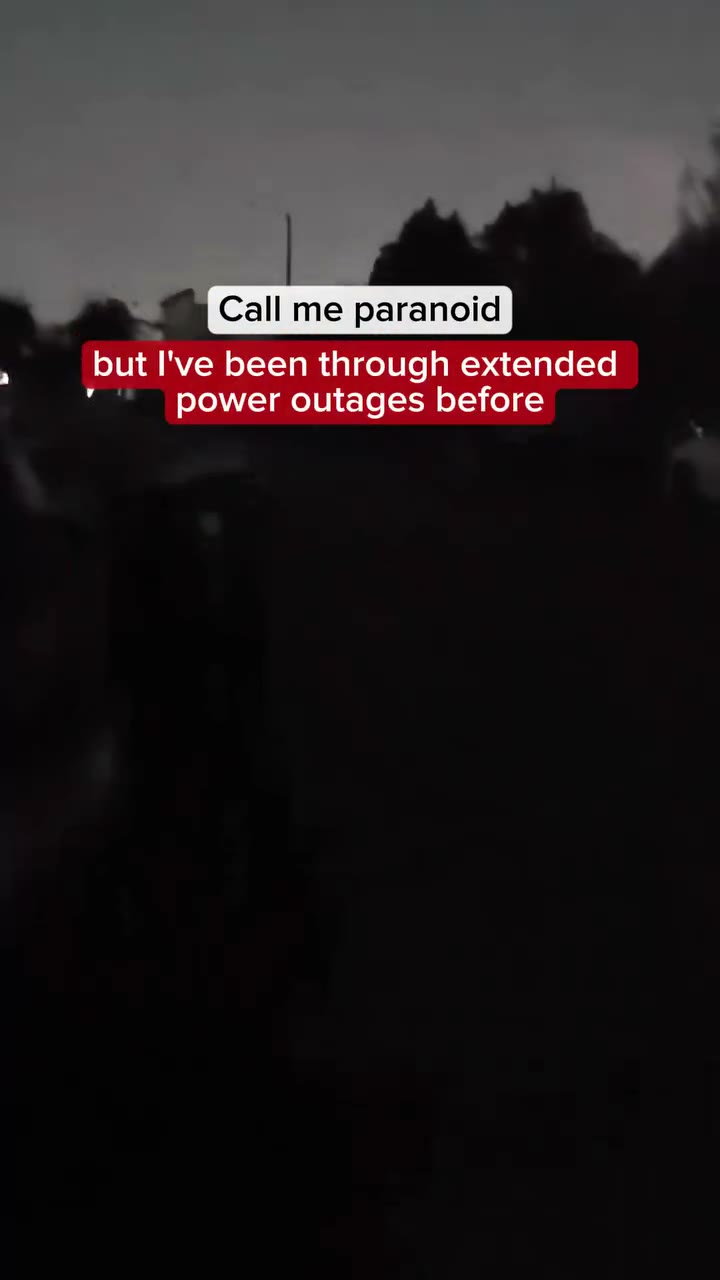 Call me paranoid
but I've been through extended
power outages before